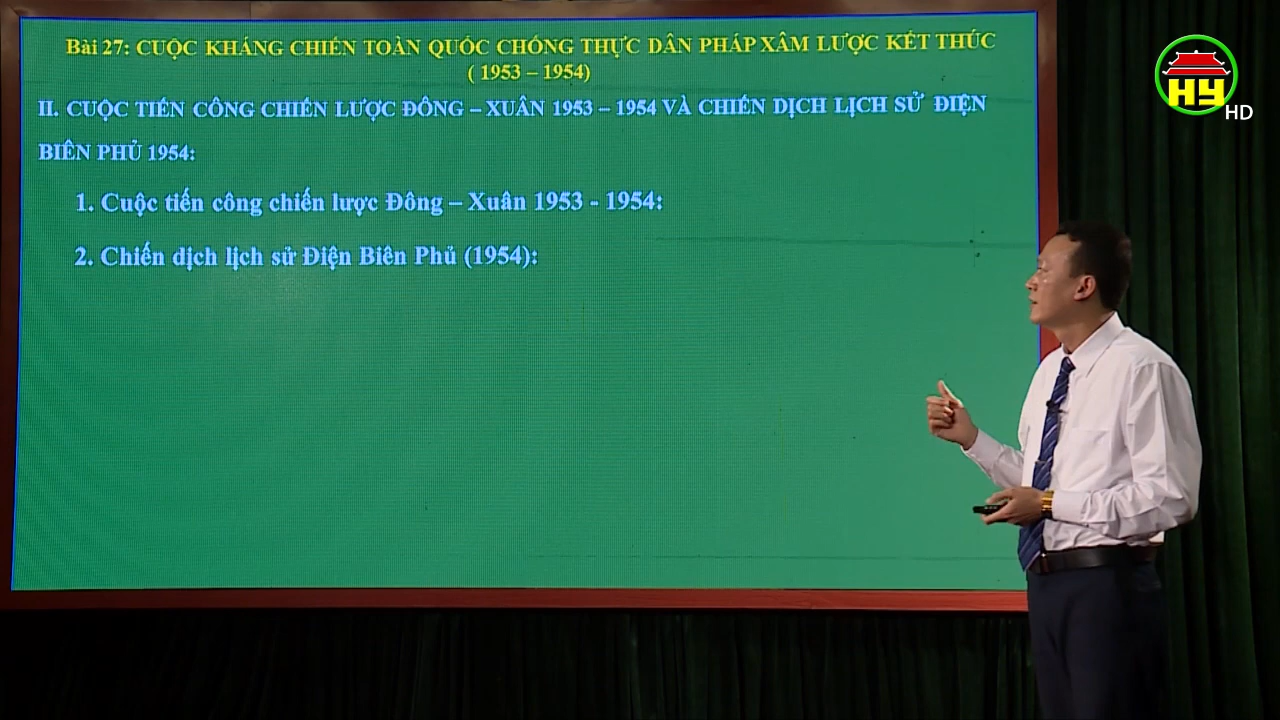 Bài 27: CUỘC KHÁNG CHIẾN TOÀN QUỐC CHỐNG THỰC DÂN PHÁP XÂM LƯỢC KẾT THÚC
( 1953 – 1954)
II. CUỘC TIẾN CÔNG CHIẾN LƯỢC ĐÔNG – XUÂN 1953 – 1954 VÀ CHIẾN DỊCH LỊCH SỬ ĐIỆN
BIÊN PHỦ 1954:
1. Cuộc tiến công chiến lược Đông – Xuân 1953 - 1954:
2. Chiến dịch lịch sử Điện Biên Phủ (1954):
HY
HD